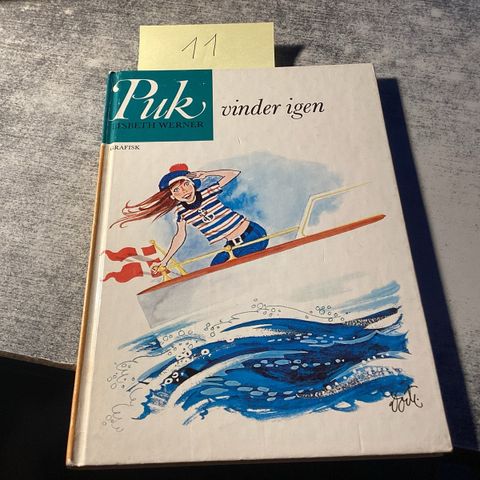 11
Puk
vinder igen
LISBETH WERNER
GRAFISK